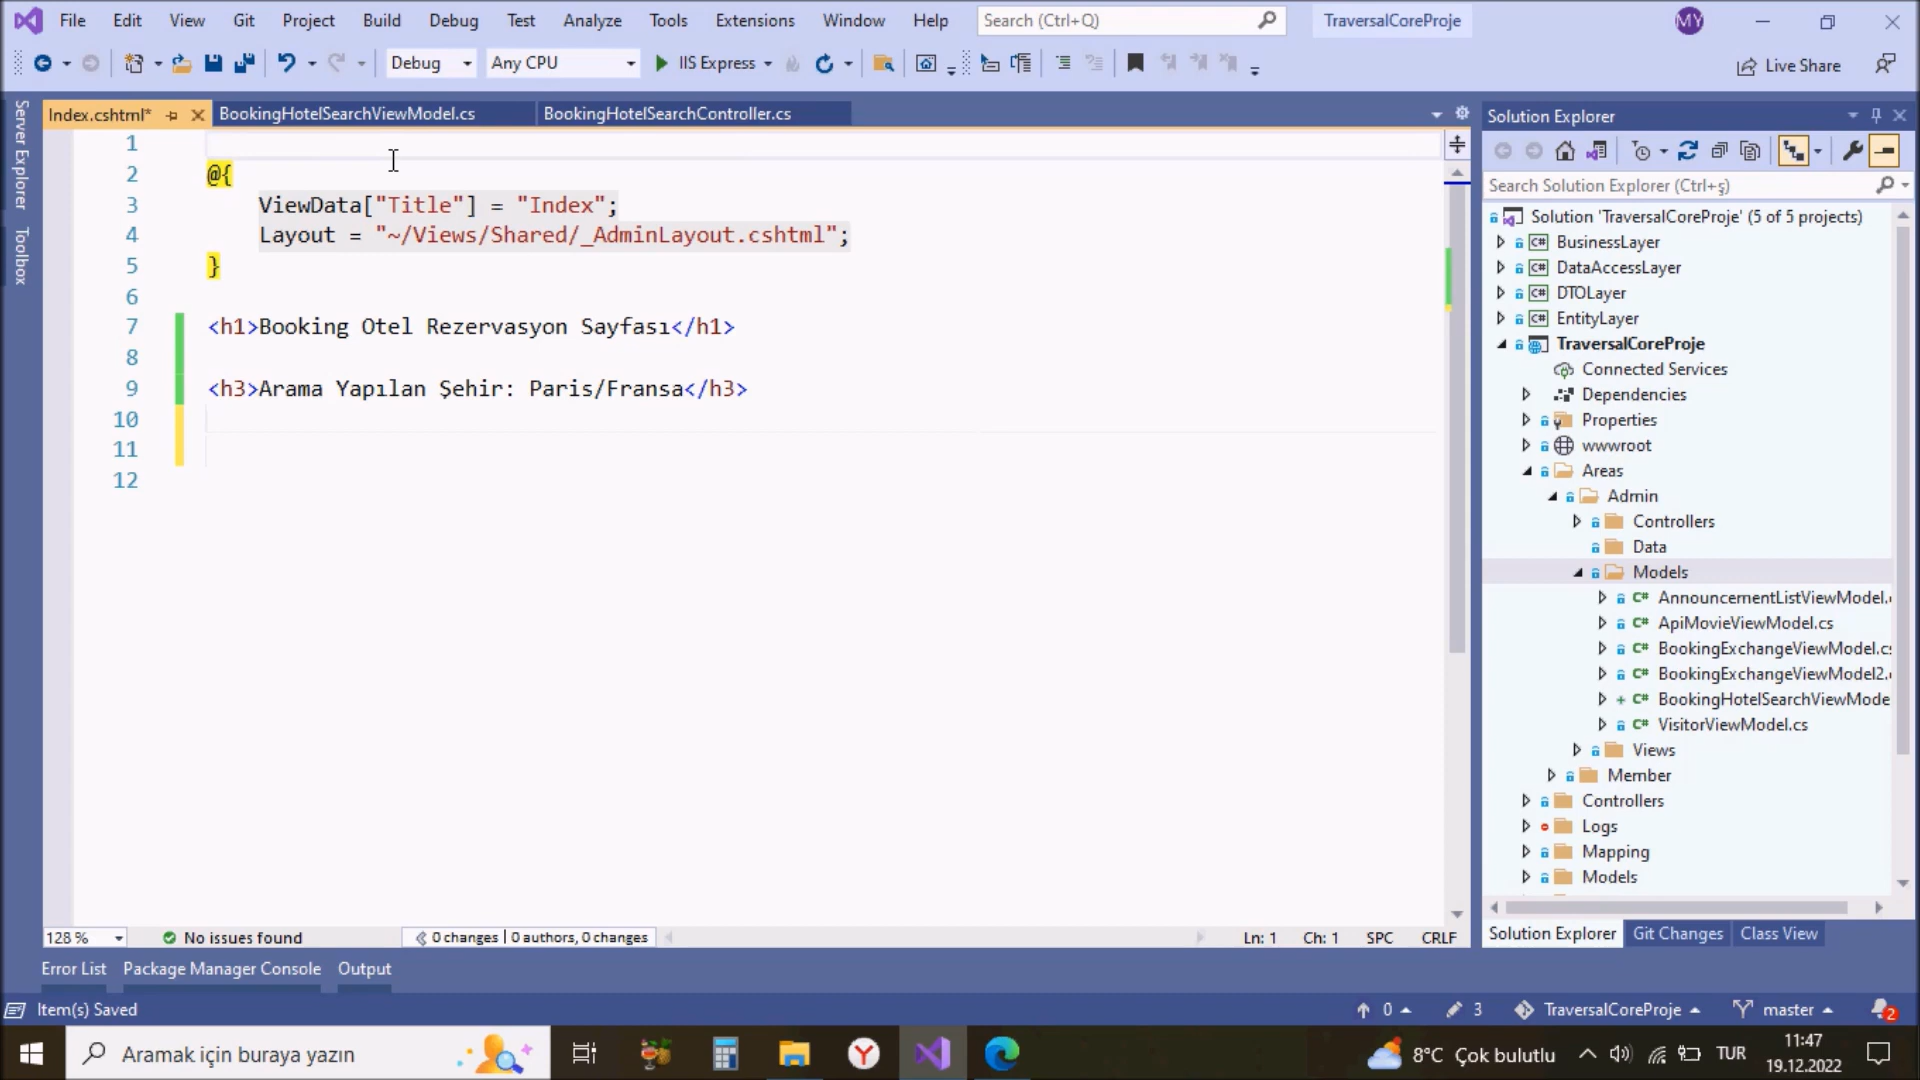 File Edit View Git Project Build Debug Test Analyze Tools Extensions Window Help Search (Ctrl+Q) TraversalCoreProje MY
Debug Any CPU IIS Express Live Share
Server Explorer
Toolbox
Index.cshtml* BookingHotelSearchViewModel.cs BookingHotelSearchController.cs
1
2 @{
3 ViewData["Title"] = "Index";
4 Layout = "~/Views/Shared/_AdminLayout.cshtml";
5 }
6
7 <h1>Booking Otel Rezervasyon Sayfası</h1>
8
9 <h3>Arama Yapılan Şehir: Paris/Fransa</h3>
10
11
12
128 % No issues found 0 changes | 0 authors, 0 changes Ln: 1 Ch: 1 SPC CRLF
Solution Explorer
Search Solution Explorer (Ctrl+ş)
Solution 'TraversalCoreProje' (5 of 5 projects)
C# BusinessLayer
C# DataAccessLayer
C# DTOLayer
C# EntityLayer
TraversalCoreProje
Connected Services
Dependencies
Properties
wwwroot
Areas
Admin
Controllers
Data
Models
C# AnnouncementListViewModel.c
C# ApiMovieViewModel.cs
C# BookingExchangeViewModel.cs
C# BookingExchangeViewModel2.c
C# BookingHotelSearchViewMode
C# VisitorViewModel.cs
Views
Member
Controllers
Logs
Mapping
Models
Solution Explorer Git Changes Class View
Error List Package Manager Console Output
Item(s) Saved 0 3 TraversalCoreProje master 2
Aramak için buraya yazın 8°C Çok bulutlu TUR 11:47
19.12.2022